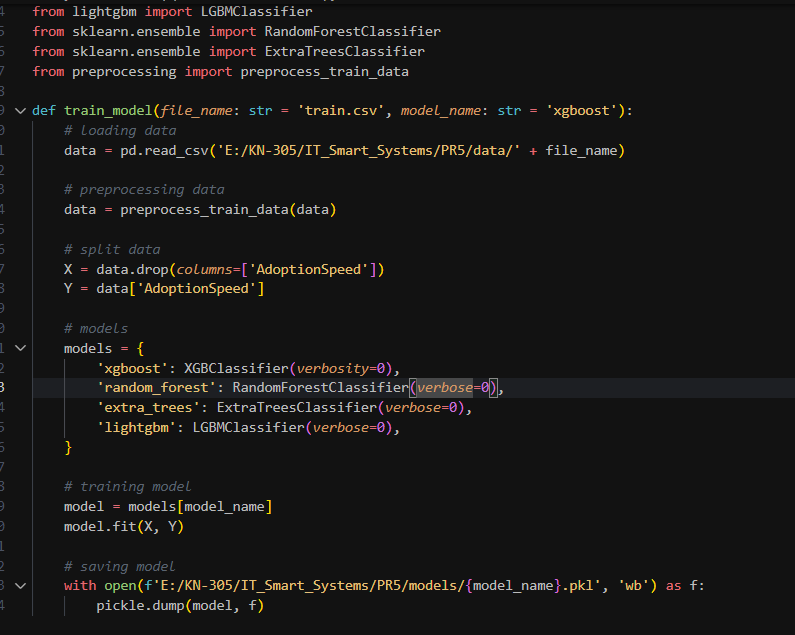 from lightgbm import LGBMClassifier
from sklearn.ensemble import RandomForestClassifier
from sklearn.ensemble import ExtraTreesClassifier
from preprocessing import preprocess_train_data
def train_model(file_name: str = 'train.csv', model_name: str = 'xgboost'):
# loading data
data = pd.read_csv('E:/KN-305/IT_Smart_Systems/PR5/data/' + file_name)
# preprocessing data
data = preprocess_train_data(data)
# split data
X = data.drop(columns=['AdoptionSpeed'])
Y = data['AdoptionSpeed']
# models
models = {
'xgboost': XGBClassifier(verbosity=0),
'random_forest': RandomForestClassifier(verbose=0),
'extra_trees': ExtraTreesClassifier(verbose=0),
'lightgbm': LGBMClassifier(verbose=0),
}
# training model
model = models[model_name]
model.fit(X, Y)
# saving model
with open(f'E:/KN-305/IT_Smart_Systems/PR5/models/{model_name}.pkl', 'wb') as f:
pickle.dump(model, f)